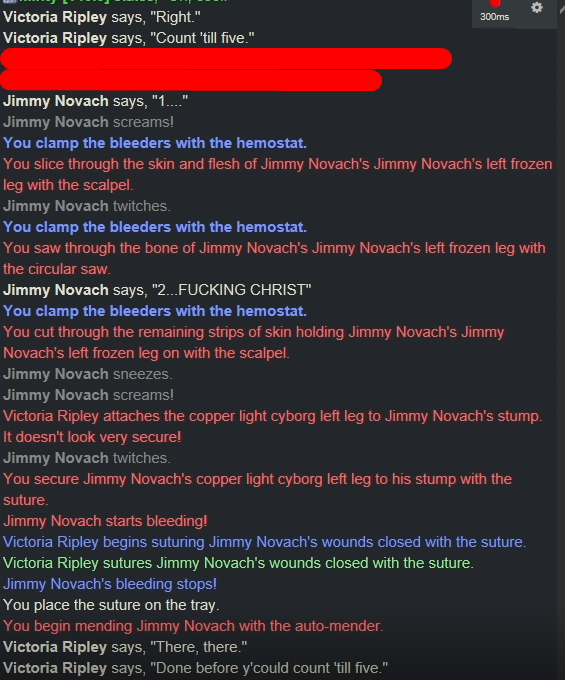 Victoria Ripley says, "Right."
300ms
Victoria Ripley says, "Count 'till five."
Jimmy Novach says, "1...."
Jimmy Novach screams!
You clamp the bleeders with the hemostat.
You slice through the skin and flesh of Jimmy Novach's Jimmy Novach's left frozen
leg with the scalpel.
Jimmy Novach twitches.
You clamp the bleeders with the hemostat.
You saw through the bone of Jimmy Novach's Jimmy Novach's left frozen leg with
the circular saw.
Jimmy Novach says, "2...FUCKING CHRIST"
You clamp the bleeders with the hemostat.
You cut through the remaining strips of skin holding Jimmy Novach's Jimmy
Novach's left frozen leg on with the scalpel.
Jimmy Novach sneezes.
Jimmy Novach screams!
Victoria Ripley attaches the copper light cyborg left leg to Jimmy Novach's stump.
It doesn't look very secure!
Jimmy Novach twitches.
You secure Jimmy Novach's copper light cyborg left leg to his stump with the
suture.
Jimmy Novach starts bleeding!
Victoria Ripley begins suturing Jimmy Novach's wounds closed with the suture.
Victoria Ripley sutures Jimmy Novach's wounds closed with the suture.
Jimmy Novach's bleeding stops!
You place the suture on the tray.
You begin mending Jimmy Novach with the auto-mender.
Victoria Ripley says, "There, there."
Victoria Ripley says, "Done before y'could count 'till five."